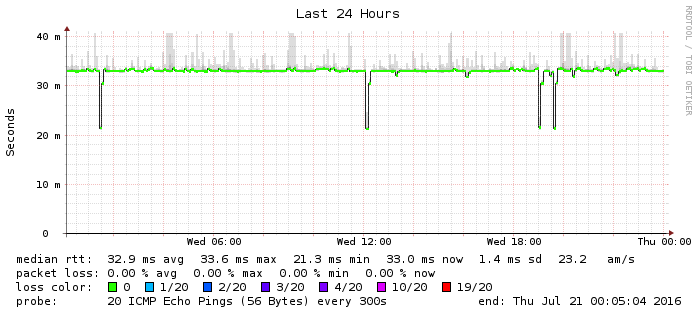 Last 24 Hours
RRDTOOL / TOBI OETIKER
Seconds
40 m
30 m
20 m
10 m
0
Wed 06:00 Wed 12:00 Wed 18:00 Thu 00:00
median rtt: 32.9 ms avg 33.6 ms max 21.3 ms min 33.0 ms now 1.4 ms sd 23.2 am/s
packet loss: 0.00 % avg 0.00 % max 0.00 % min 0.00 % now
loss color: 0 1/20 2/20 3/20 4/20 10/20 19/20
probe: 20 ICMP Echo Pings (56 Bytes) every 300s end: Thu Jul 21 00:05:04 2016